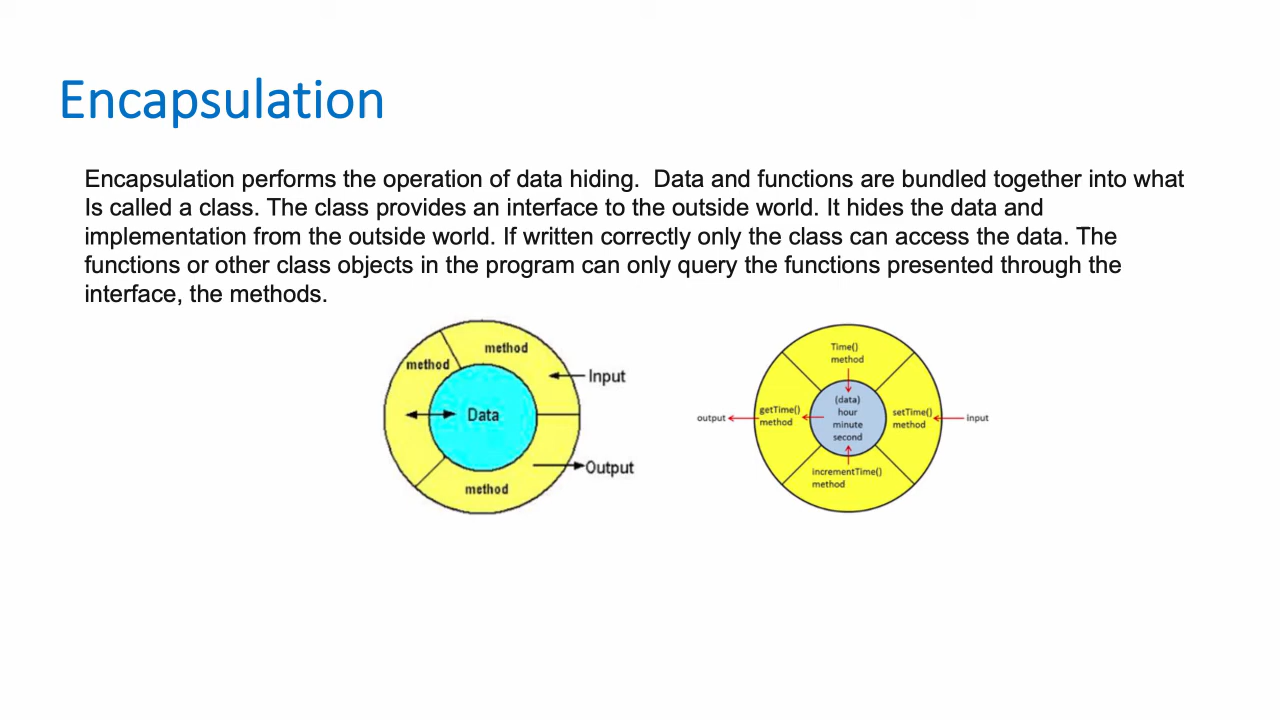 Encapsulation
Encapsulation performs the operation of data hiding.  Data and functions are bundled together into what
Is called a class. The class provides an interface to the outside world. It hides the data and
implementation from the outside world. If written correctly only the class can access the data. The
functions or other class objects in the program can only query the functions presented through the
interface, the methods.
method
method
Input
Data
Output
method
Time()
method
(data)
hour
minute
second
getTime()
method
setTime()
method
output
input
incrementTime()
method